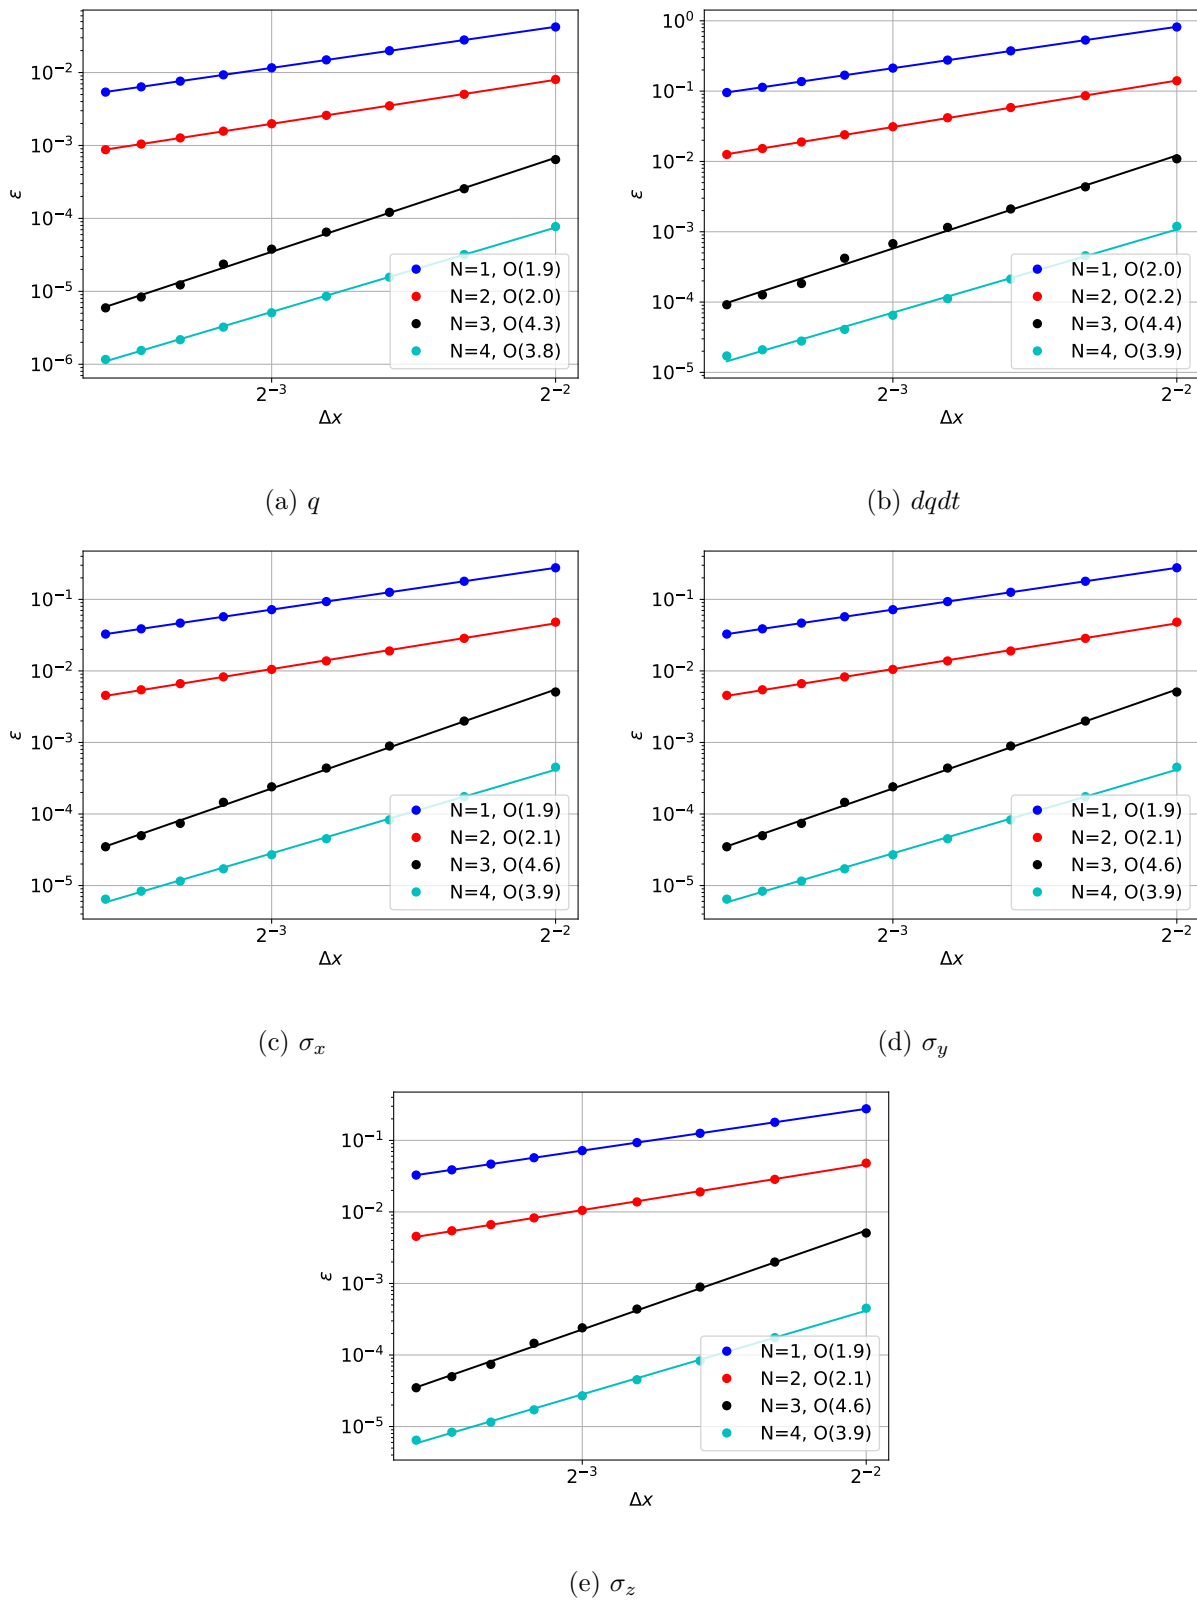 10⁻²
10⁻³
10⁻⁴
10⁻⁵
10⁻⁶
ε
2⁻³ 2⁻²
Δx
N=1, O(1.9)
N=2, O(2.0)
N=3, O(4.3)
N=4, O(3.8)
(a) q
10⁰
10⁻¹
10⁻²
10⁻³
10⁻⁴
10⁻⁵
ε
2⁻³ 2⁻²
Δx
N=1, O(2.0)
N=2, O(2.2)
N=3, O(4.4)
N=4, O(3.9)
(b) dqdt
10⁻¹
10⁻²
10⁻³
10⁻⁴
10⁻⁵
ε
2⁻³ 2⁻²
Δx
N=1, O(1.9)
N=2, O(2.1)
N=3, O(4.6)
N=4, O(3.9)
(c) σₓ
10⁻¹
10⁻²
10⁻³
10⁻⁴
10⁻⁵
ε
2⁻³ 2⁻²
Δx
N=1, O(1.9)
N=2, O(2.1)
N=3, O(4.6)
N=4, O(3.9)
(d) σ_y
10⁻¹
10⁻²
10⁻³
10⁻⁴
10⁻⁵
ε
2⁻³ 2⁻²
Δx
N=1, O(1.9)
N=2, O(2.1)
N=3, O(4.6)
N=4, O(3.9)
(e) σ_z